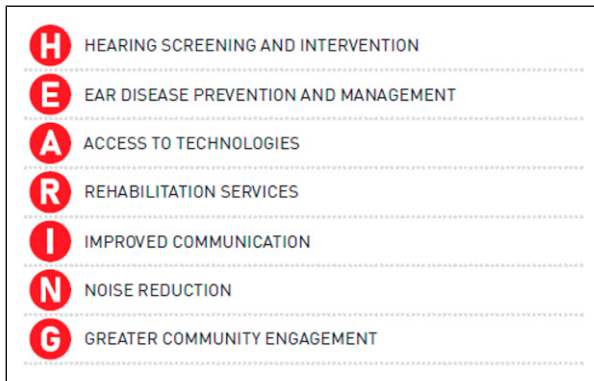 H HEARING SCREENING AND INTERVENTION
E EAR DISEASE PREVENTION AND MANAGEMENT
A ACCESS TO TECHNOLOGIES
R REHABILITATION SERVICES
I IMPROVED COMMUNICATION
N NOISE REDUCTION
G GREATER COMMUNITY ENGAGEMENT